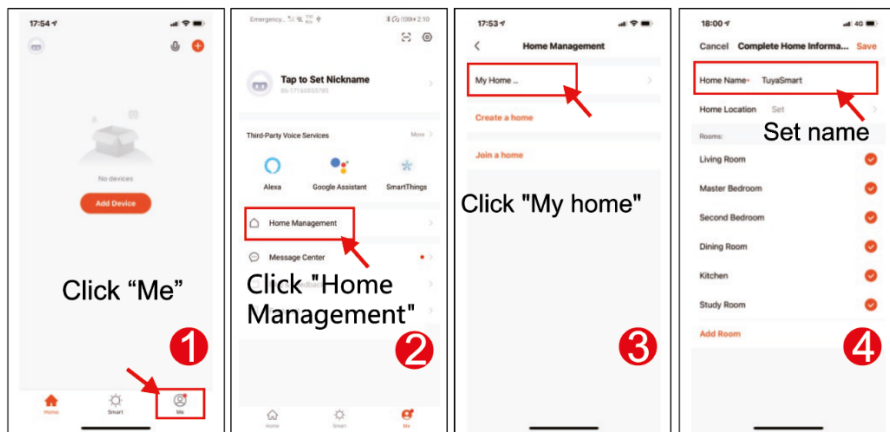 17:54
No devices
Add Device
Click “Me”
1
Home
Smart
Me
Tap to Set Nickname
Third-Party Voice Services
More
Alexa
Google Assistant
SmartThings
Home Management
Message Center
Click "Home
Management"
2
Home
Smart
Me
17:53
Home Management
My Home ..
Create a home
Join a home
Click "My home"
3
18:00
4G
Cancel
Complete Home Informa...
Save
Home Name*
TuyaSmart
Home Location
Set
Rooms:
Set name
Living Room
Master Bedroom
Second Bedroom
Dining Room
Kitchen
Study Room
Add Room
4